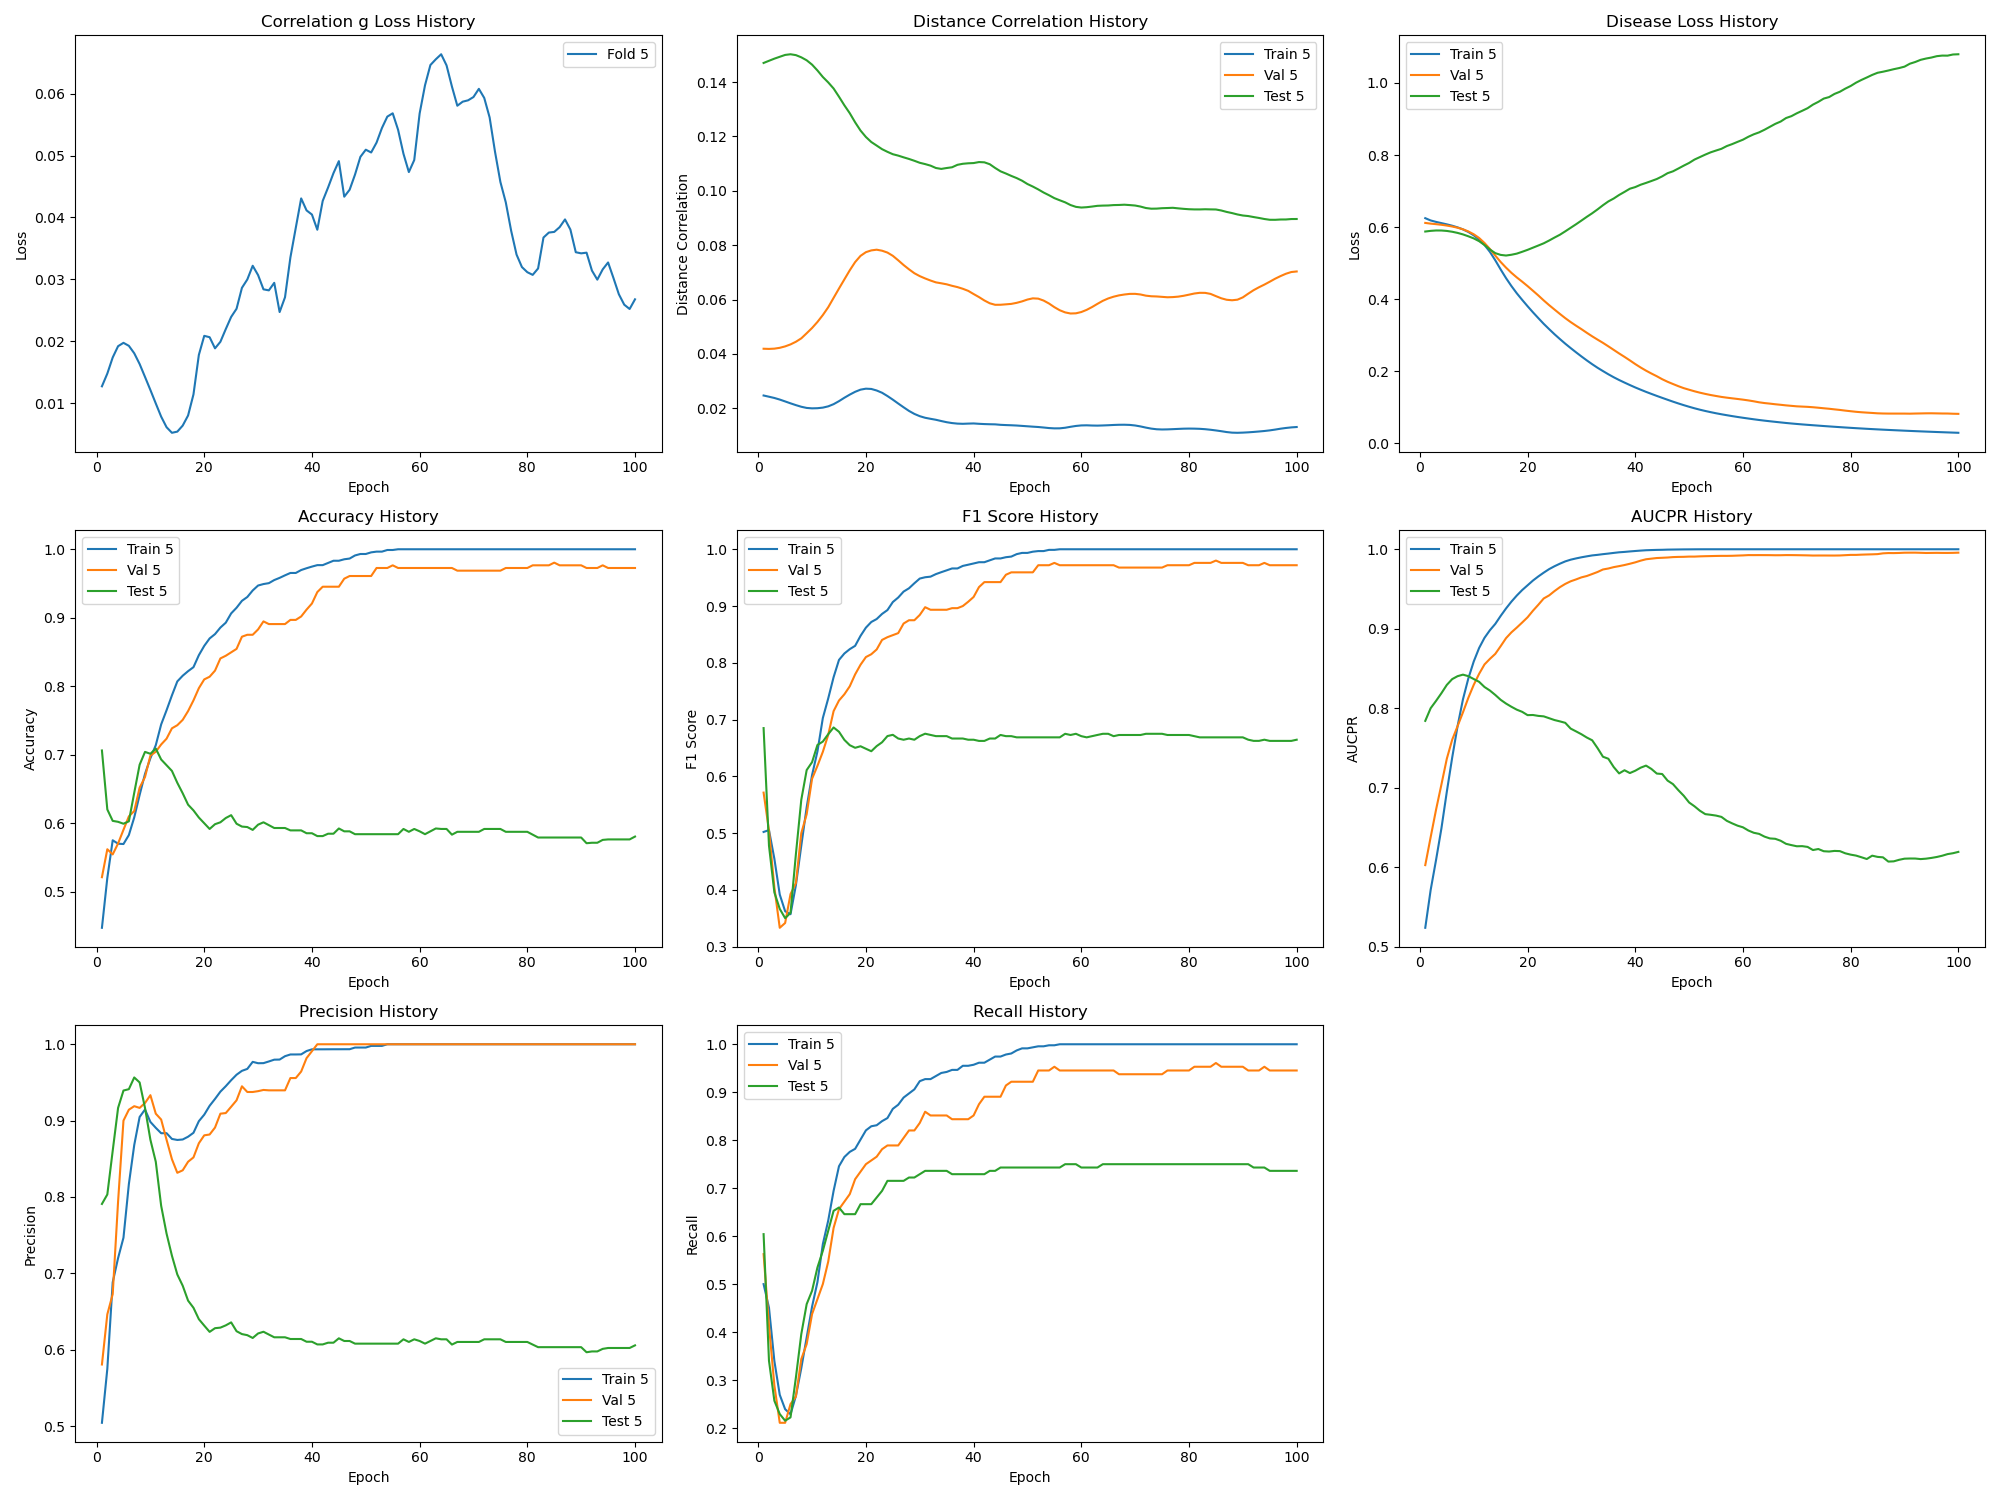 Correlation g Loss History
Fold 5
0.06
0.05
0.04
0.03
0.02
0.01
Loss
0 20 40 60 80 100
Epoch
Distance Correlation History
Train 5
Val 5
Test 5
0.14
0.12
0.10
0.08
0.06
0.04
0.02
Distance Correlation
0 20 40 60 80 100
Epoch
Disease Loss History
Train 5
Val 5
Test 5
1.0
0.8
0.6
0.4
0.2
0.0
Loss
0 20 40 60 80 100
Epoch
Accuracy History
Train 5
Val 5
Test 5
1.0
0.9
0.8
0.7
0.6
0.5
Accuracy
0 20 40 60 80 100
Epoch
F1 Score History
Train 5
Val 5
Test 5
1.0
0.9
0.8
0.7
0.6
0.5
0.4
0.3
F1 Score
0 20 40 60 80 100
Epoch
AUCPR History
Train 5
Val 5
Test 5
1.0
0.9
0.8
0.7
0.6
0.5
AUCPR
0 20 40 60 80 100
Epoch
Precision History
1.0
0.9
0.8
0.7
0.6
0.5
Precision
Train 5
Val 5
Test 5
0 20 40 60 80 100
Epoch
Recall History
Train 5
Val 5
Test 5
1.0
0.9
0.8
0.7
0.6
0.5
0.4
0.3
0.2
Recall
0 20 40 60 80 100
Epoch